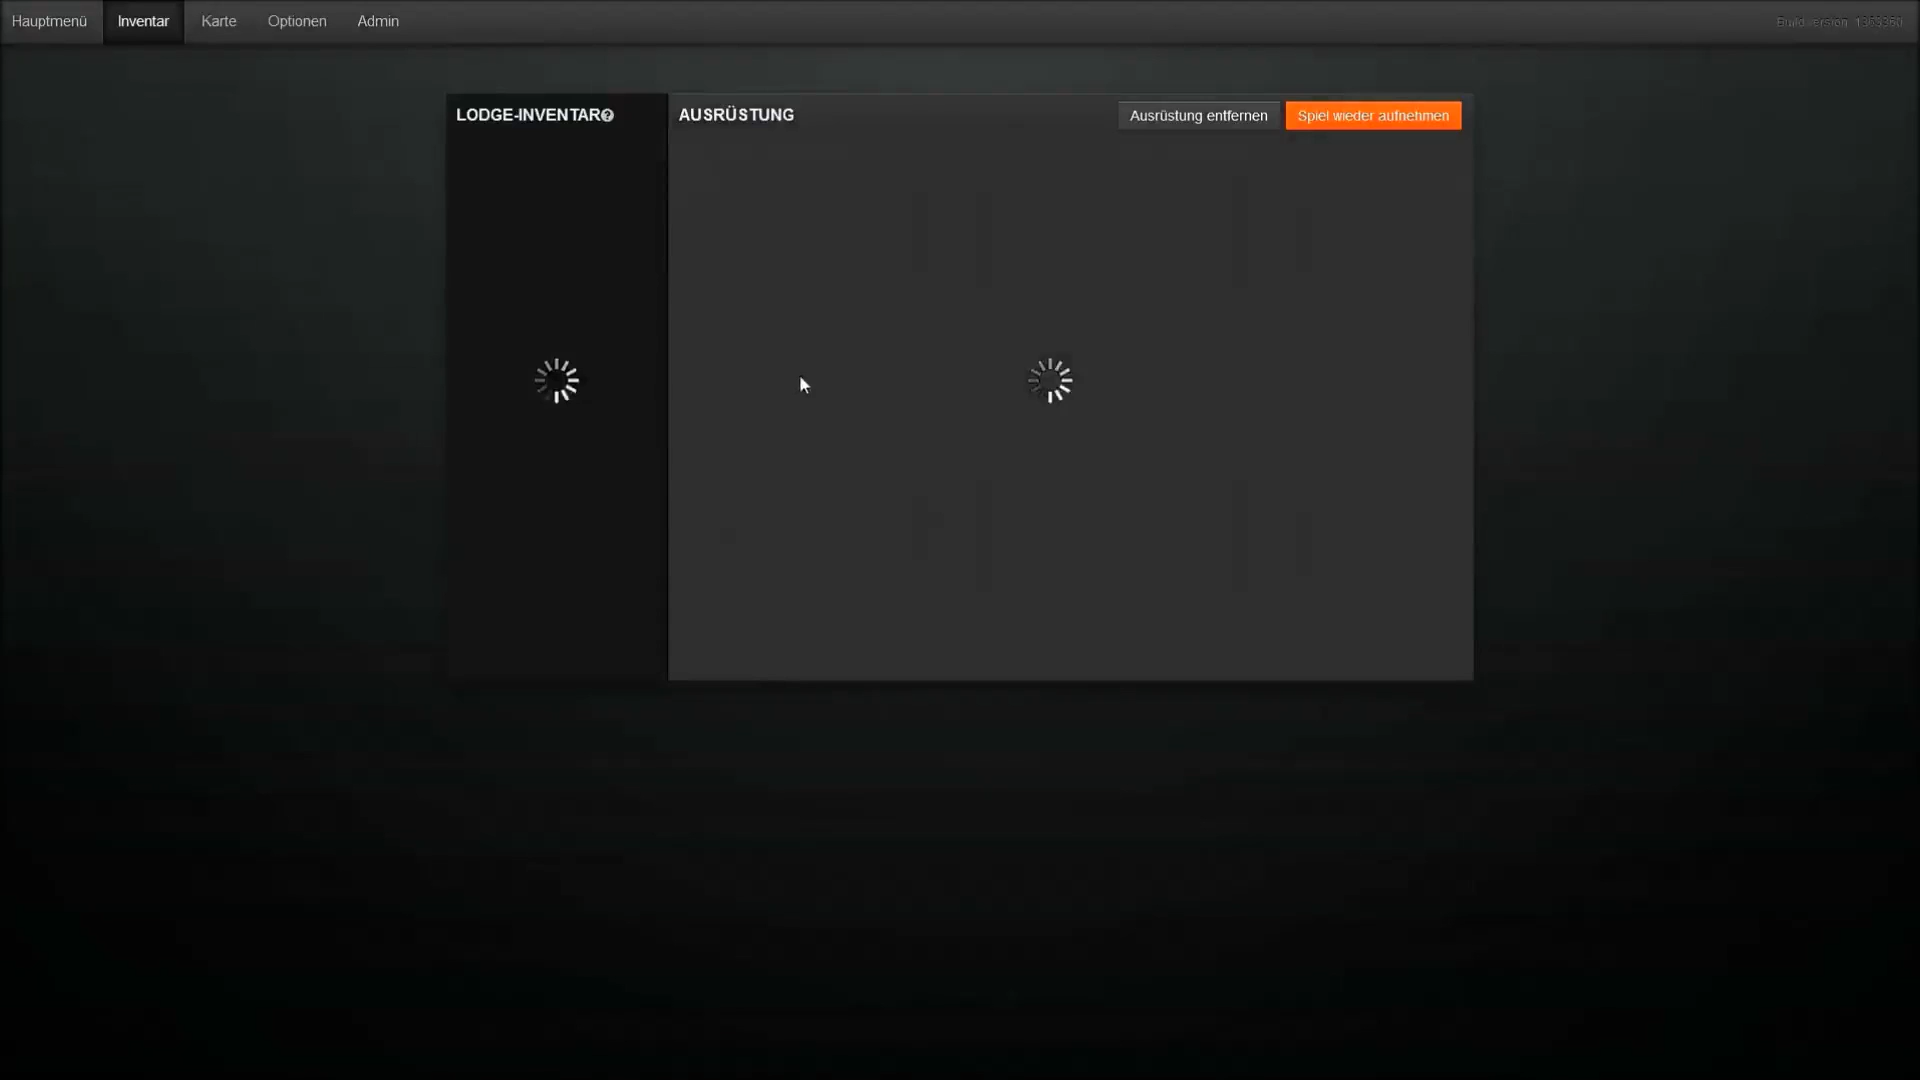 Hauptmenü Inventar Karte Optionen Admin
LODGE-INVENTAR
AUSRÜSTUNG
Ausrüstung entfernen
Spiel wieder aufnehmen